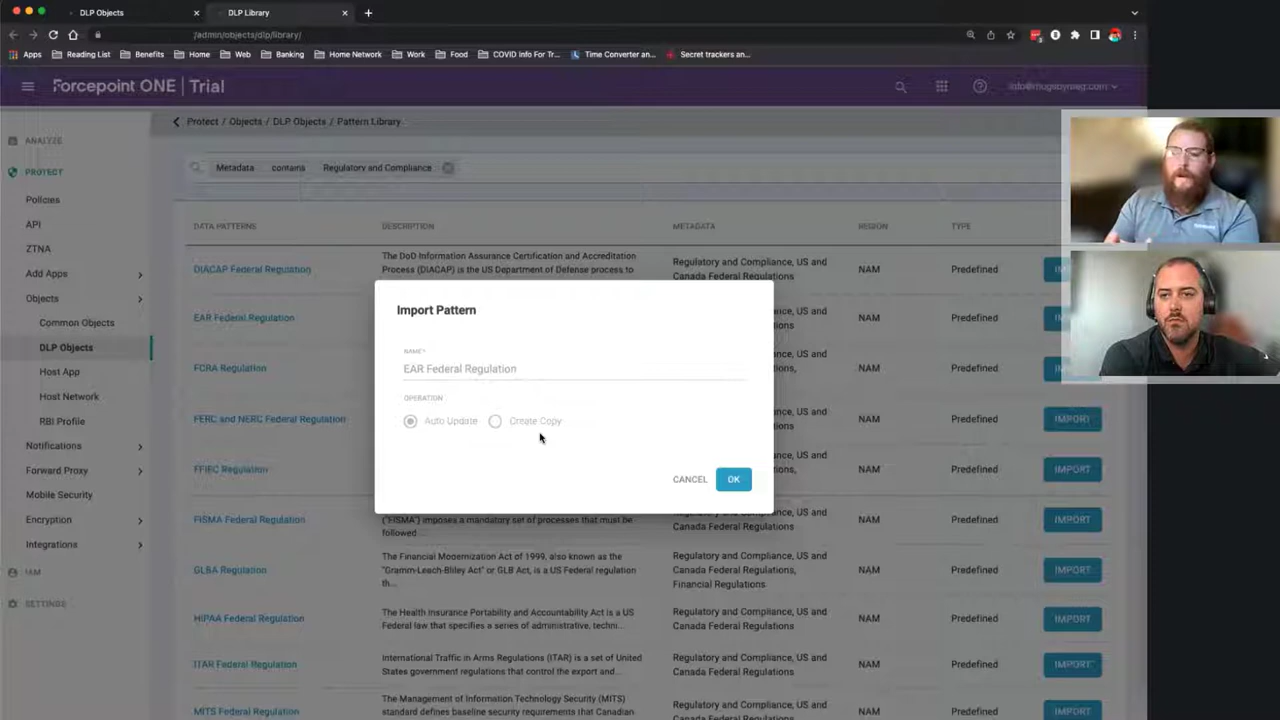 DLP Objects
DLP Library
/admin/objects/dlp/library/
Apps
Reading List
Benefits
Home
Web
Banking
Home Network
Work
Food
COVID info For Tr...
Time Converter an...
Secret trackers an...
Forcepoint ONE | Trial
Protect / Objects / DLP Objects / Pattern Library
ANALYZE
PROTECT
Policies
API
ZTNA
Add Apps
Objects
Common Objects
DLP Objects
Host App
Host Network
RBI Profile
Notifications
Forward Proxy
Mobile Security
Encryption
Integrations
IAM
SETTINGS
Metadata contains Regulatory and Compliance
DATA PATTERNS DESCRIPTION METADATA REGION TYPE
DIACAP Federal Regulation
The DoD Information Assurance Certification and Accreditation
Process (DIACAP) is the US Department of Defense process to
Regulatory and Compliance, US and
Canada Federal Regulations
NAM
Predefined
EAR Federal Regulation
NAM
Predefined
FCRA Regulation
NAM
Predefined
FERC and NERC Federal Regulation
NAM
Predefined
IMPORT
FFIEC Regulation
NAM
Predefined
IMPORT
FISMA Federal Regulation
("FISMA") imposes a mandatory set of processes that must be
followed...
Canada Federal Regulations
NAM
Predefined
IMPORT
GLBA Regulation
The Financial Modernization Act of 1999, also known as the
"Gramm-Leach-Bliley Act" or GLB Act, is a US Federal regulation
th...
Regulatory and Compliance, US and
Canada Federal Regulations,
Financial Regulations
NAM
Predefined
IMPORT
HIPAA Federal Regulation
The Health Insurance Portability and Accountability Act is a US
Federal law that specifies a series of administrative, techni...
Regulatory and Compliance, US and
Canada Federal Regulations
NAM
Predefined
IMPORT
ITAR Federal Regulation
International Traffic in Arms Regulations (ITAR) is a set of United
States government regulations that control the export and...
Regulatory and Compliance, US and
Canada Federal Regulations
NAM
Predefined
IMPORT
MITS Federal Regulation
The Management of Information Technology Security (MITS)
standard defines baseline security requirements that Canadian
Regulatory and Compliance, US and
Canada Federal Regulations
NAM
Predefined
IMPORT
Import Pattern
NAME*
EAR Federal Regulation
OPERATION
Auto Update
Create Copy
CANCEL
OK